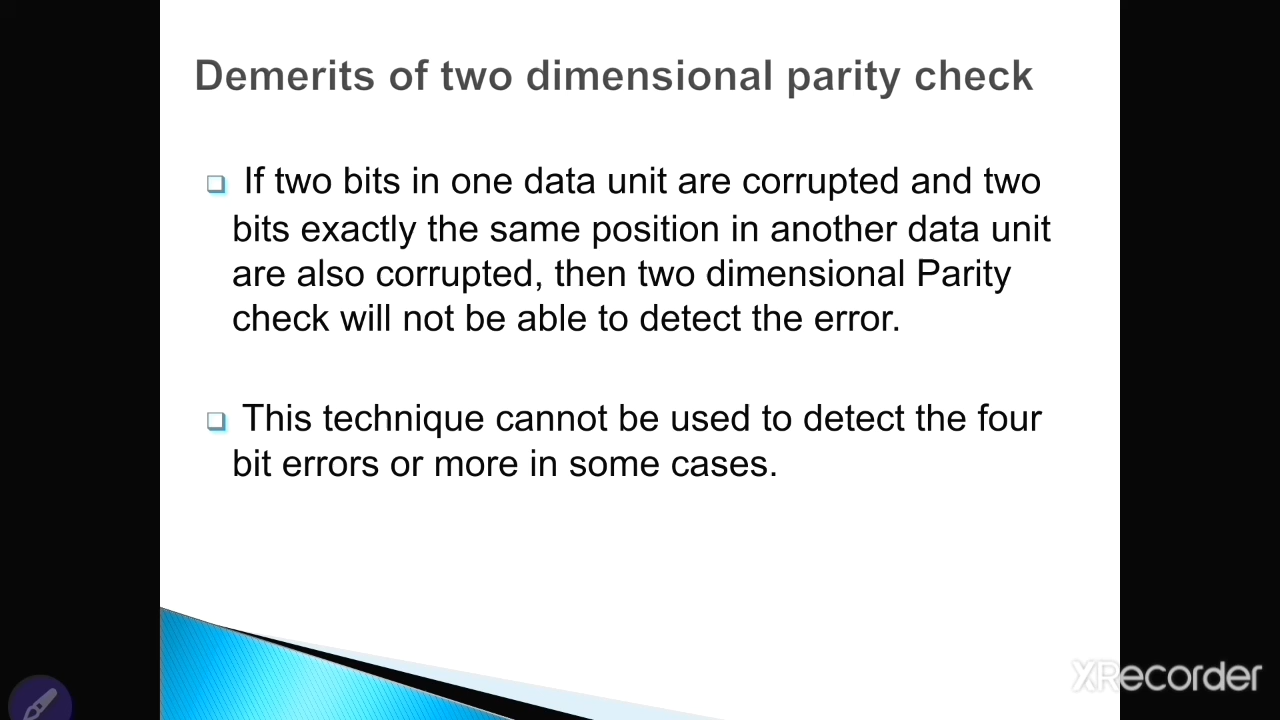 Demerits of two dimensional parity check
If two bits in one data unit are corrupted and two
bits exactly the same position in another data unit
are also corrupted, then two dimensional Parity
check will not be able to detect the error.
This technique cannot be used to detect the four
bit errors or more in some cases.
XRecorder